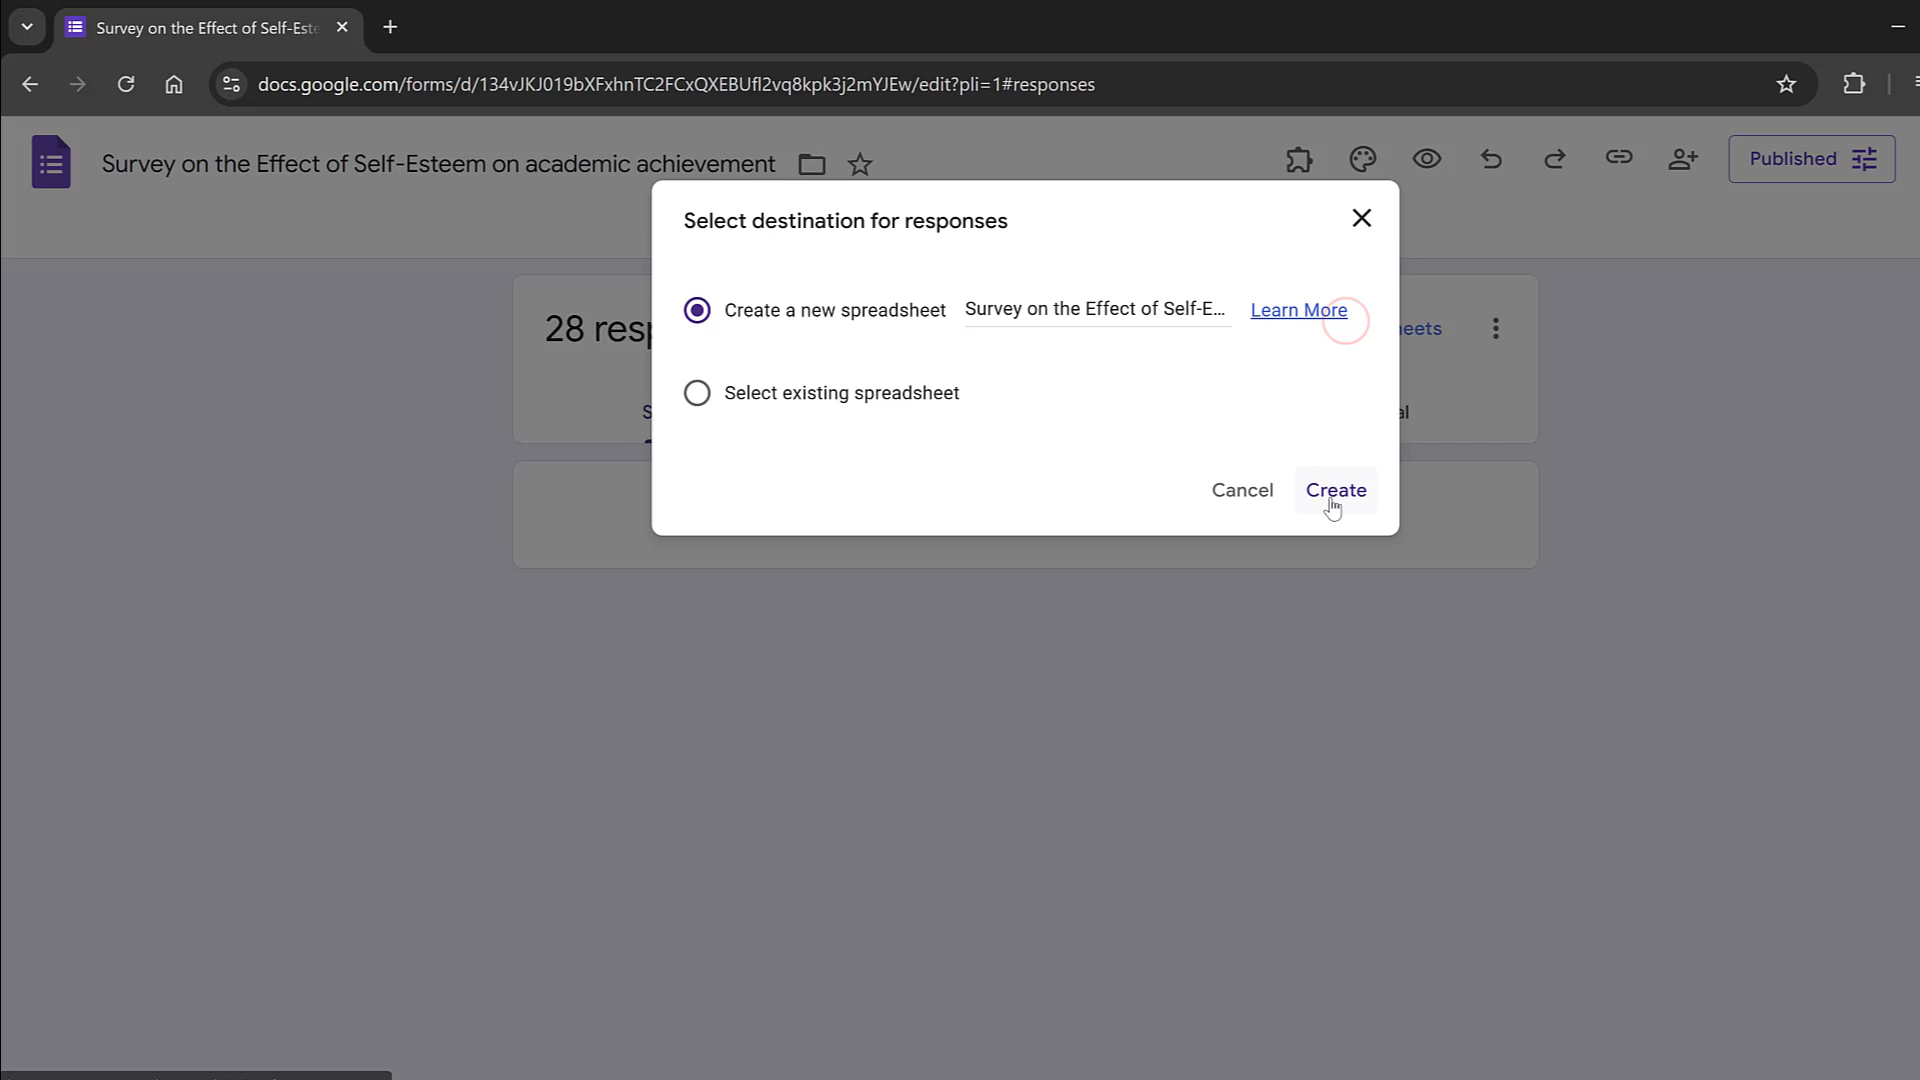 Survey on the Effect of Self-Este
docs.google.com/forms/d/134vJKJ019bXFxhnTC2FCxQXEBUfl2vq8kpk3j2mYJEw/edit?pli=1#responses
Survey on the Effect of Self-Esteem on academic achievement
Published
Select destination for responses
Create a new spreadsheet Survey on the Effect of Self-E... Learn More
28 resp
eets
Select existing spreadsheet
S
al
Cancel Create